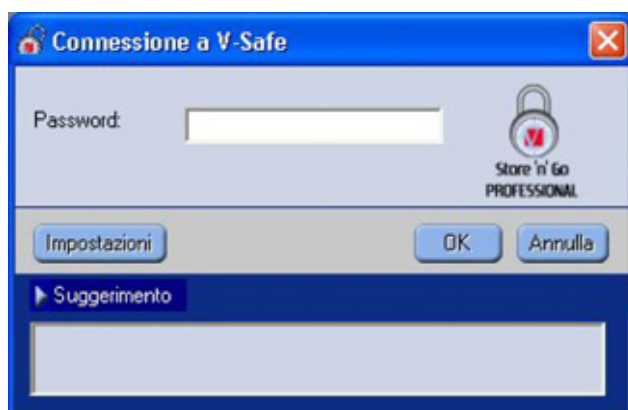 Connessione a V-Safe
Password:
Store 'n' Go
PROFESSIONAL
Impostazioni
OK
Annulla
Suggerimento